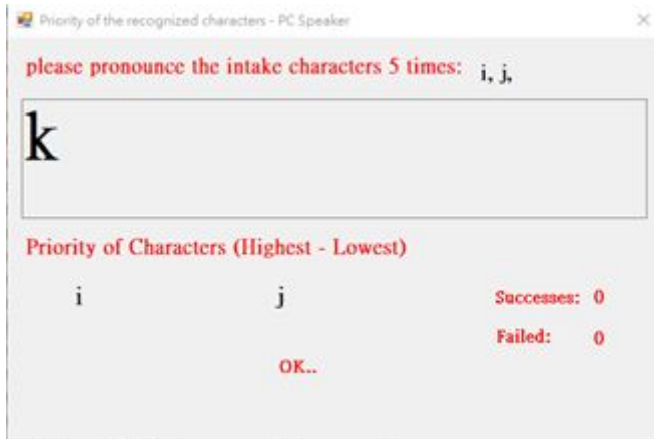 Priority of the recognized characters - PC Speaker
please pronounce the intake characters 5 times: i, j,
k
Priority of Characters (Highest - Lowest)
i j Successes: 0
Failed: 0
OK..